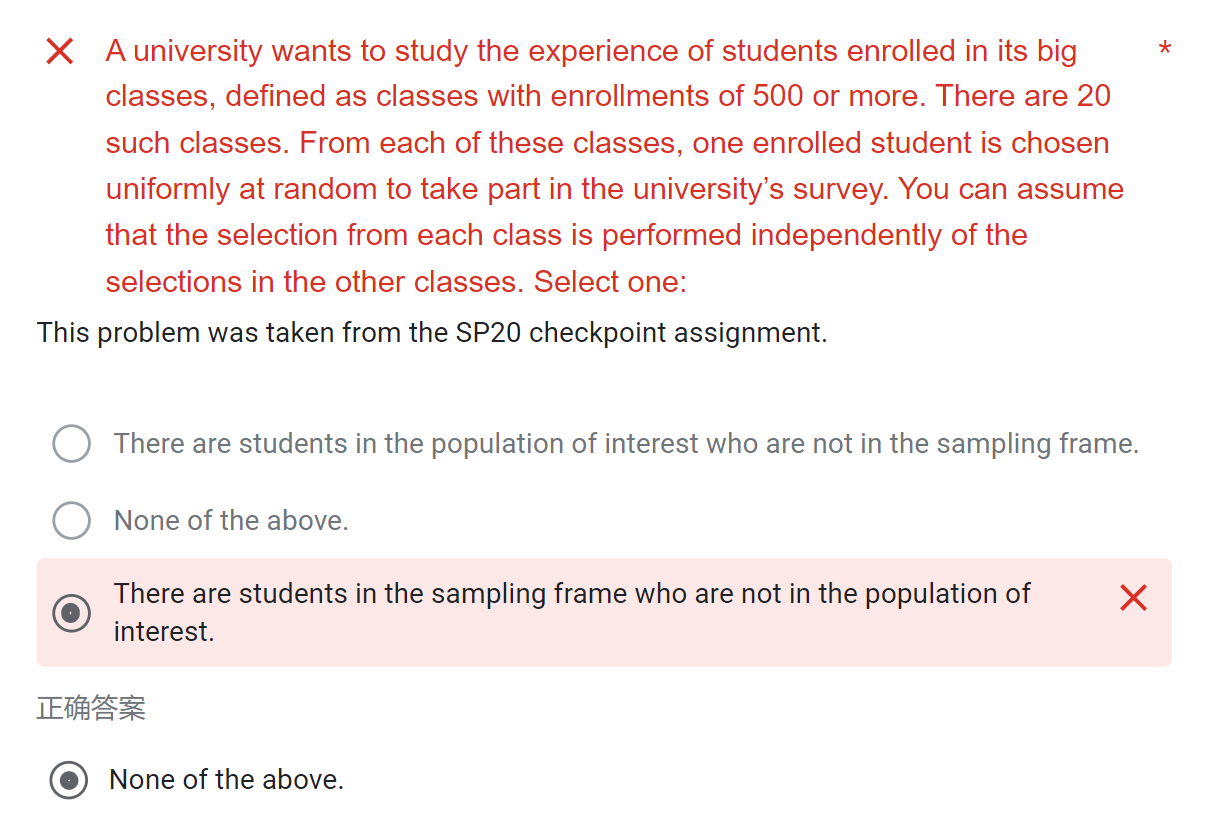 A university wants to study the experience of students enrolled in its big *
classes, defined as classes with enrollments of 500 or more. There are 20
such classes. From each of these classes, one enrolled student is chosen
uniformly at random to take part in the university’s survey. You can assume
that the selection from each class is performed independently of the
selections in the other classes. Select one:
This problem was taken from the SP20 checkpoint assignment.
There are students in the population of interest who are not in the sampling frame.
None of the above.
There are students in the sampling frame who are not in the population of
interest.
正确答案
None of the above.